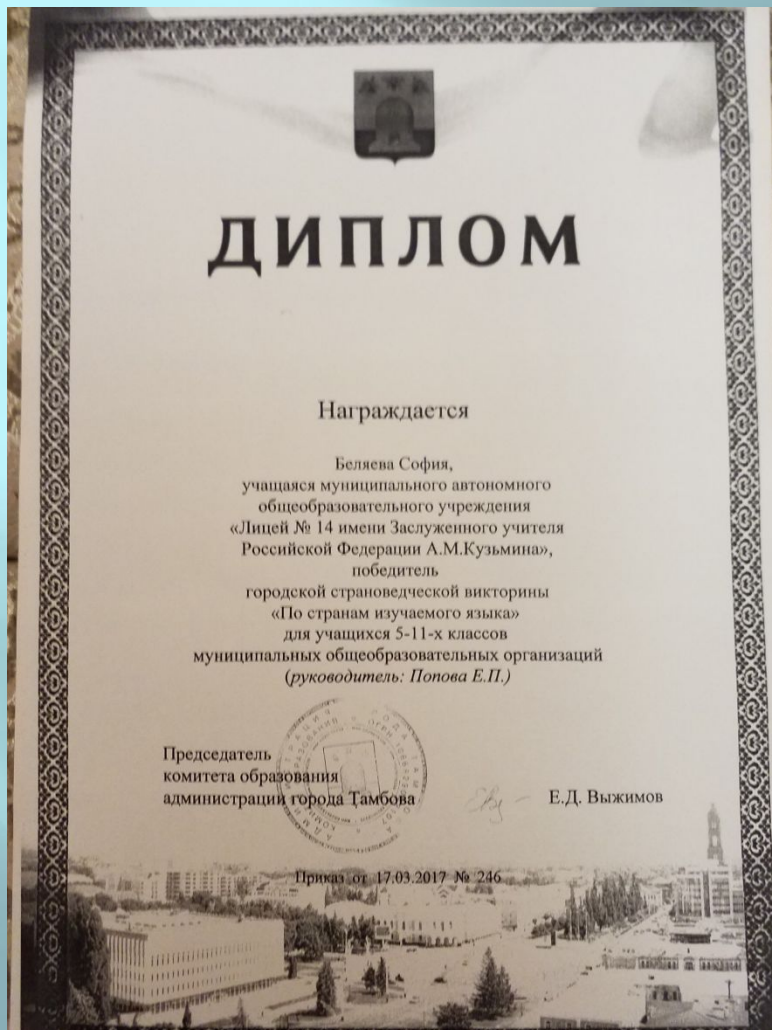 ДИПЛОМ
Награждается
Беляева София,
учащаяся муниципального автономного
общеобразовательного учреждения
«Лицей № 14 имени Заслуженного учителя
Российской Федерации А.М.Кузьмина»,
победитель
городской страноведческой викторины
«По странам изучаемого языка»
для учащихся 5-11-х классов
муниципальных общеобразовательных организаций
(руководитель: Попова Е.П.)
Председатель
комитета образования
администрации города Тамбова
Е.Д. Выжимов
Приказ от 17.03.2017 № 246